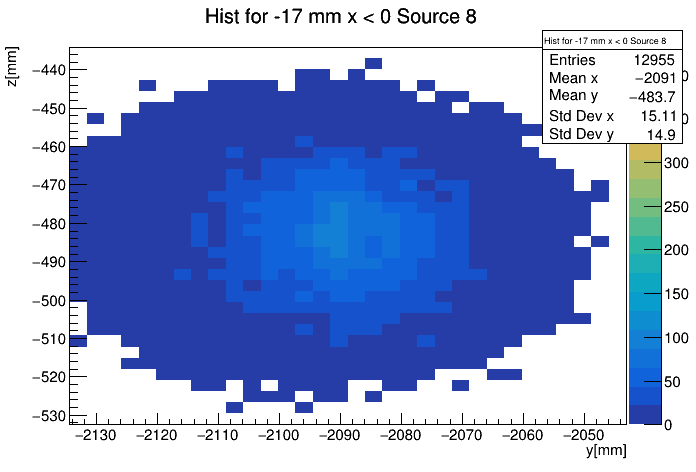 Hist for -17 mm x < 0 Source 8
Hist for -17 mm x < 0 Source 8
Entries 12955
Mean x −2091
Mean y −483.7
Std Dev x 15.11
Std Dev y 14.9
z[mm]
−440
−450
−460
−470
−480
−490
−500
−510
−520
−530
−2130 −2120 −2110 −2100 −2090 −2080 −2070 −2060 −2050
y[mm]
300
250
200
150
100
50
0